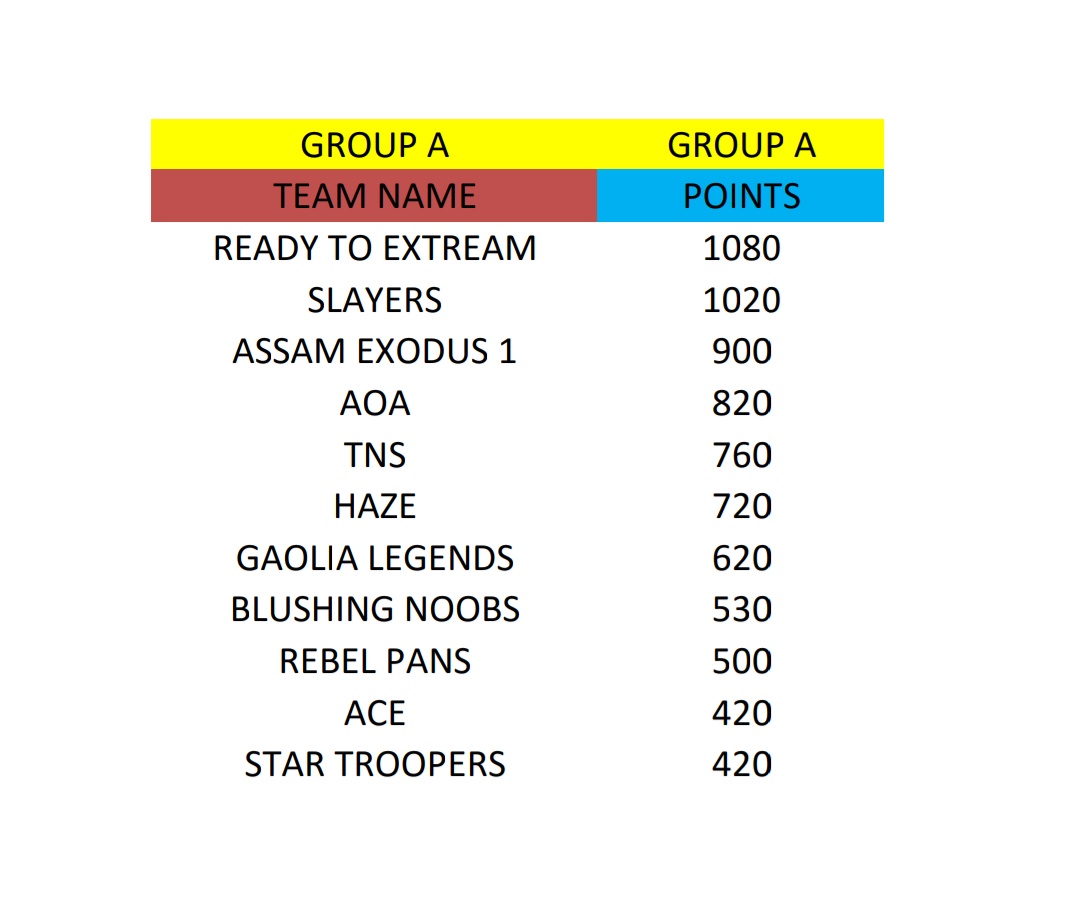 GROUP A GROUP A
TEAM NAME POINTS
READY TO EXTREAM 1080
SLAYERS 1020
ASSAM EXODUS 1 900
AOA 820
TNS 760
HAZE 720
GAOLIA LEGENDS 620
BLUSHING NOOBS 530
REBEL PANS 500
ACE 420
STAR TROOPERS 420